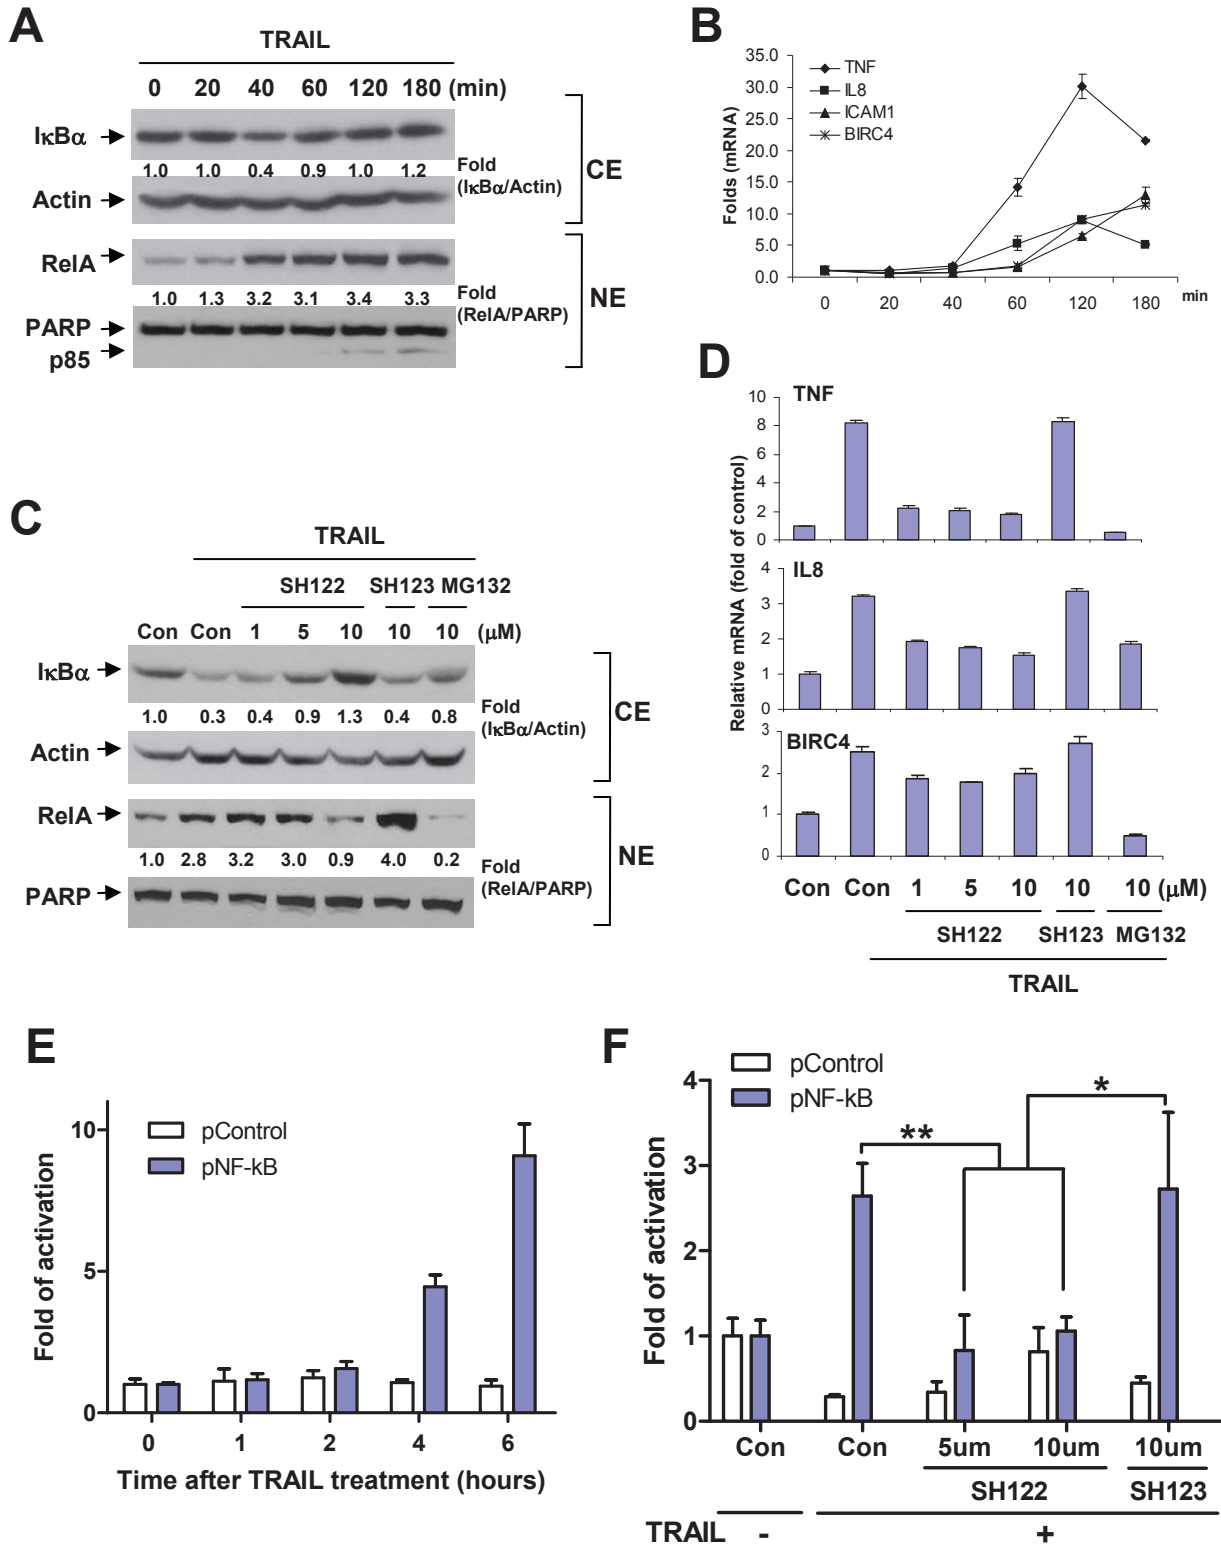 A
TRAIL
0 20 40 60 120 180 (min)
IκBα
1.0 1.0 0.4 0.9 1.0 1.2
Fold
(IκBα/Actin)
CE
Actin
RelA
1.0 1.3 3.2 3.1 3.4 3.3
Fold
(RelA/PARP)
NE
PARP
p85
B
Folds (mRNA)
35.0
30.0
25.0
20.0
15.0
10.0
5.0
0.0
TNF
IL8
ICAM1
BIRC4
0 20 40 60 120 180 min
C
TRAIL
SH122 SH123 MG132
Con Con 1 5 10 10 10 (μM)
IκBα
1.0 0.3 0.4 0.9 1.3 0.4 0.8
Fold
(IκBα/Actin)
CE
Actin
RelA
1.0 2.8 3.2 3.0 0.9 4.0 0.2
Fold
(RelA/PARP)
NE
PARP
D
Relative mRNA (fold of control)
TNF
10
8
6
4
2
0
IL8
4
3
2
1
0
BIRC4
3
2
1
0
Con Con 1 5 10 10 10 (μM)
SH122 SH123 MG132
TRAIL
E
Fold of activation
10
5
0
pControl
pNF-kB
0 1 2 4 6
Time after TRAIL treatment (hours)
F
Fold of activation
4
3
2
1
0
pControl
pNF-kB
*
**
Con Con 5um 10um 10um
SH122 SH123
TRAIL - +